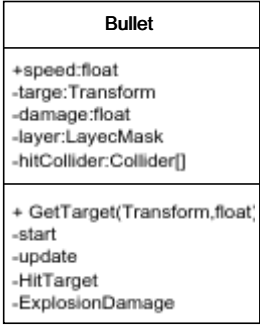 Bullet
+speed:float
-targe:Transform
-damage:float
-layer:LayecMask
-hitCollider:Collider[]
+ GetTarget(Transform,float)
-start
-update
-HitTarget
-ExplosionDamage